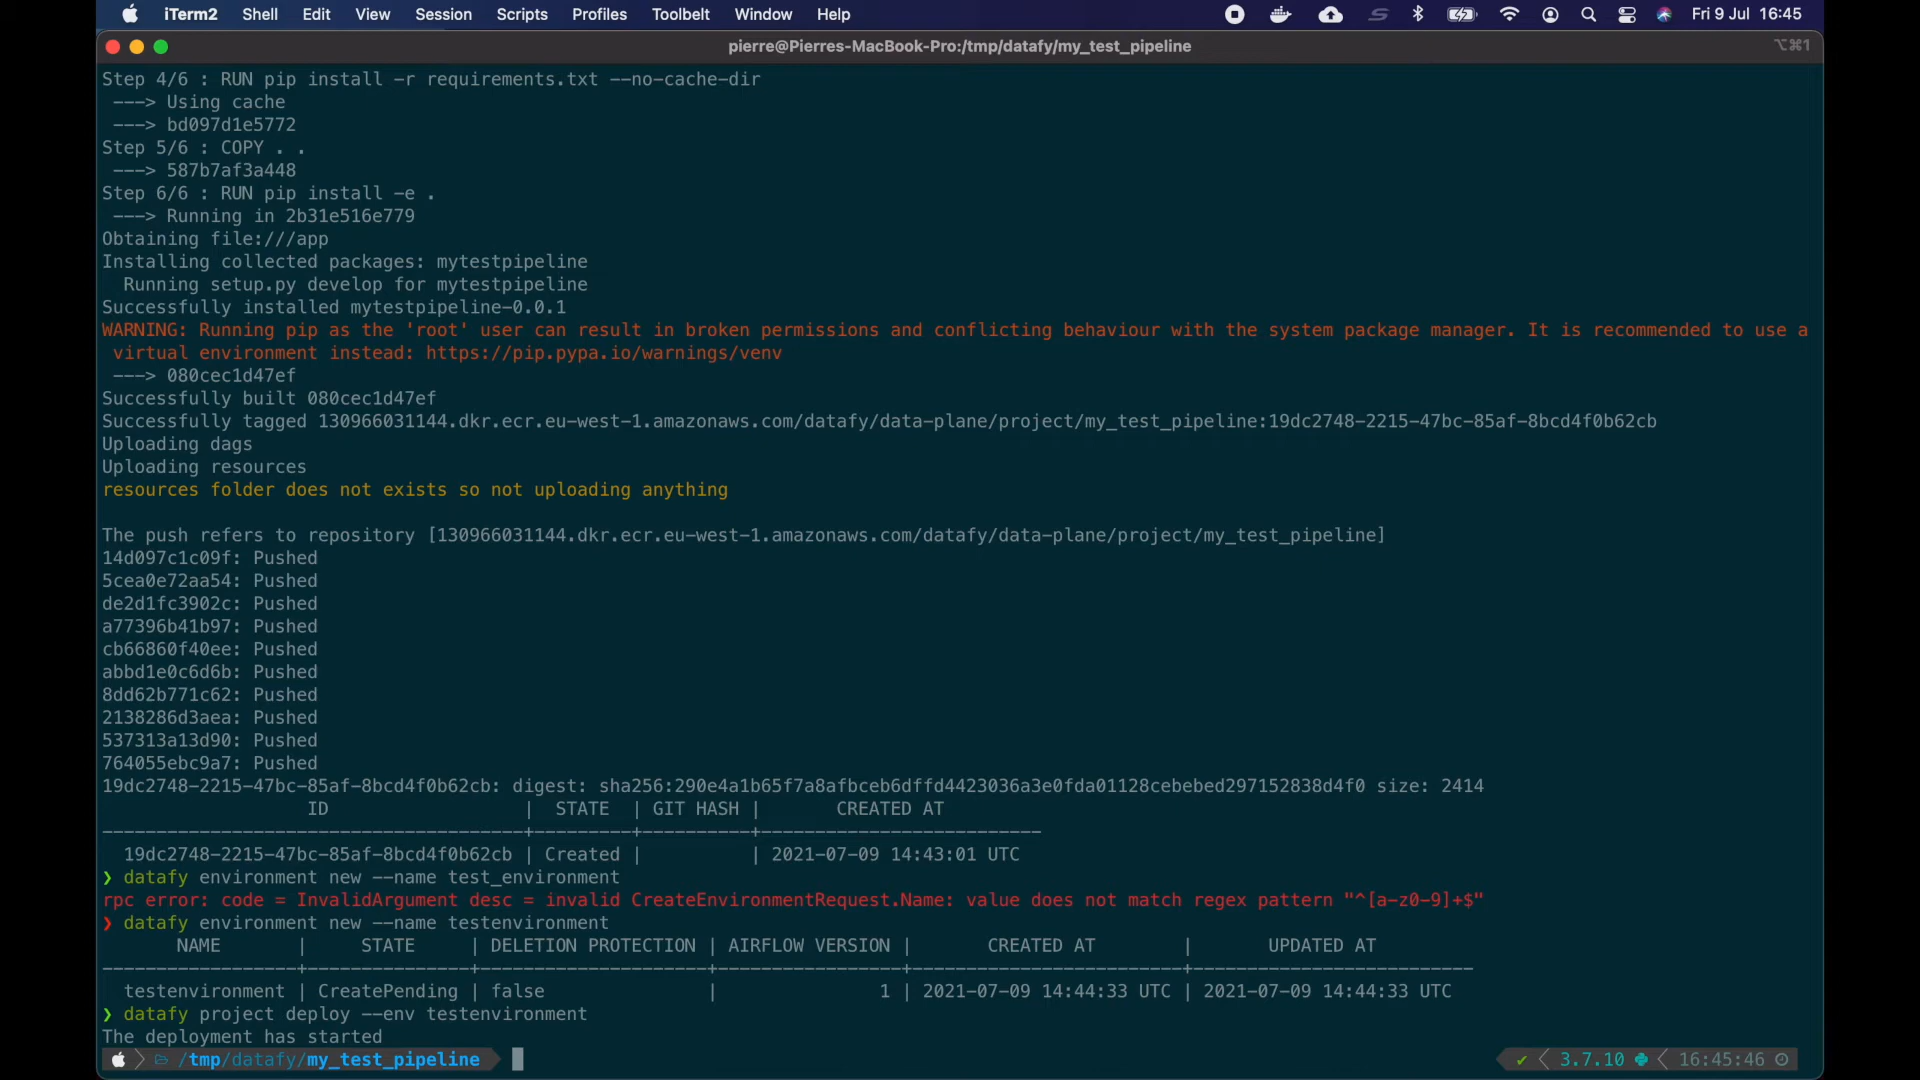 iTerm2 Shell Edit View Session Scripts Profiles Toolbelt Window Help Fri 9 Jul 16:45
pierre@Pierres-MacBook-Pro:/tmp/datafy/my_test_pipeline ⌥⌘1
Step 4/6 : RUN pip install -r requirements.txt --no-cache-dir
---> Using cache
---> bd097d1e5772
Step 5/6 : COPY . .
---> 587b7af3a448
Step 6/6 : RUN pip install -e .
---> Running in 2b31e516e779
Obtaining file:///app
Installing collected packages: mytestpipeline
Running setup.py develop for mytestpipeline
Successfully installed mytestpipeline-0.0.1
WARNING: Running pip as the 'root' user can result in broken permissions and conflicting behaviour with the system package manager. It is recommended to use a
virtual environment instead: https://pip.pypa.io/warnings/venv
---> 080cec1d47ef
Successfully built 080cec1d47ef
Successfully tagged 130966031144.dkr.ecr.eu-west-1.amazonaws.com/datafy/data-plane/project/my_test_pipeline:19dc2748-2215-47bc-85af-8bcd4f0b62cb
Uploading dags
Uploading resources
resources folder does not exists so not uploading anything
The push refers to repository [130966031144.dkr.ecr.eu-west-1.amazonaws.com/datafy/data-plane/project/my_test_pipeline]
14d097c1c09f: Pushed
5cea0e72aa54: Pushed
de2d1fc3902c: Pushed
a77396b41b97: Pushed
cb66860f40ee: Pushed
abbd1e0c6d6b: Pushed
8dd62b771c62: Pushed
2138286d3aea: Pushed
537313a13d90: Pushed
764055ebc9a7: Pushed
19dc2748-2215-47bc-85af-8bcd4f0b62cb: digest: sha256:290e4a1b65f7a8afbceb6dffd4423036a3e0fda01128cebebed297152838d4f0 size: 2414
ID | STATE | GIT HASH | CREATED AT
---------------------------------------+---------+----------+--------------------------
19dc2748-2215-47bc-85af-8bcd4f0b62cb | Created | | 2021-07-09 14:43:01 UTC
❯ datafy environment new --name test_environment
rpc error: code = InvalidArgument desc = invalid CreateEnvironmentRequest.Name: value does not match regex pattern "^[a-z0-9]+$"
❯ datafy environment new --name testenvironment
NAME | STATE | DELETION PROTECTION | AIRFLOW VERSION | CREATED AT | UPDATED AT
------------------+---------------+---------------------+-----------------+-------------------------+--------------------------
testenvironment | CreatePending | false | 1 | 2021-07-09 14:44:33 UTC | 2021-07-09 14:44:33 UTC
❯ datafy project deploy --env testenvironment
The deployment has started
/tmp/datafy/my_test_pipeline ✔ 3.7.10 16:45:46